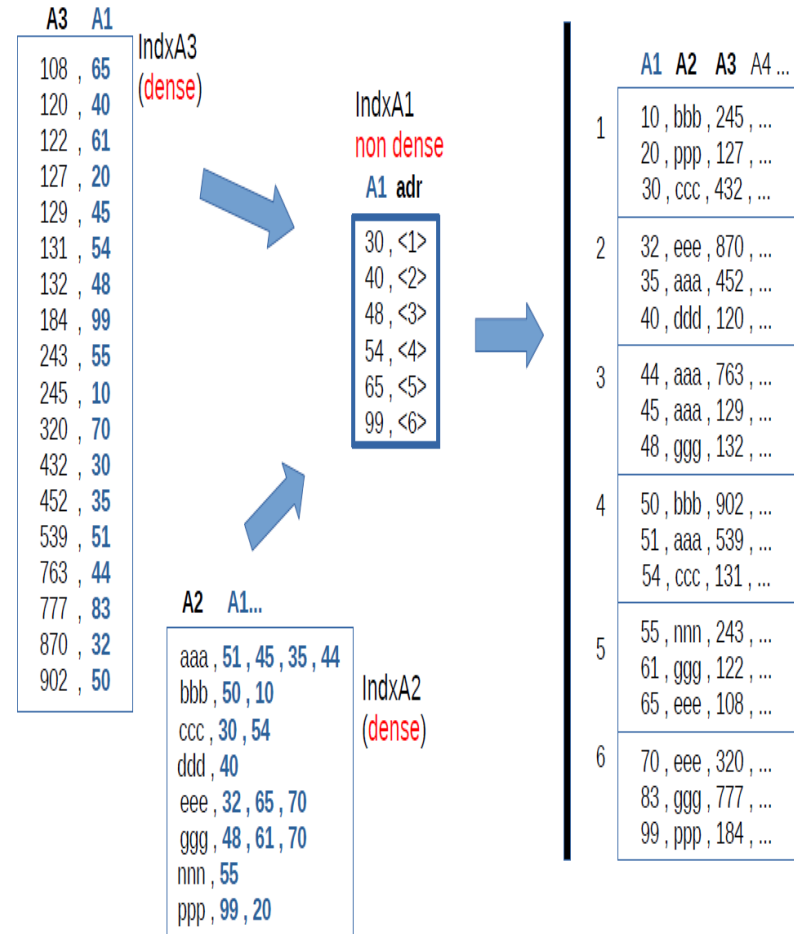 A3 A1
108 , 65
120 , 40
122 , 61
127 , 20
129 , 45
131 , 54
132 , 48
184 , 99
243 , 55
245 , 10
320 , 70
432 , 30
452 , 35
539 , 51
763 , 44
777 , 83
870 , 32
902 , 50
IndxA3
(dense)
IndxA1
non dense
A1 adr
30 , <1>
40 , <2>
48 , <3>
54 , <4>
65 , <5>
99 , <6>
A2 A1...
aaa , 51 , 45 , 35 , 44
bbb , 50 , 10
ccc , 30 , 54
ddd , 40
eee , 32 , 65 , 70
ggg , 48 , 61 , 70
nnn , 55
ppp , 99 , 20
IndxA2
(dense)
A1 A2 A3 A4 ...
1
10 , bbb , 245 , ...
20 , ppp , 127 , ...
30 , ccc , 432 , ...
2
32 , eee , 870 , ...
35 , aaa , 452 , ...
40 , ddd , 120 , ...
3
44 , aaa , 763 , ...
45 , aaa , 129 , ...
48 , ggg , 132 , ...
4
50 , bbb , 902 , ...
51 , aaa , 539 , ...
54 , ccc , 131 , ...
5
55 , nnn , 243 , ...
61 , ggg , 122 , ...
65 , eee , 108 , ...
6
70 , eee , 320 , ...
83 , ggg , 777 , ...
99 , ppp , 184 , ...